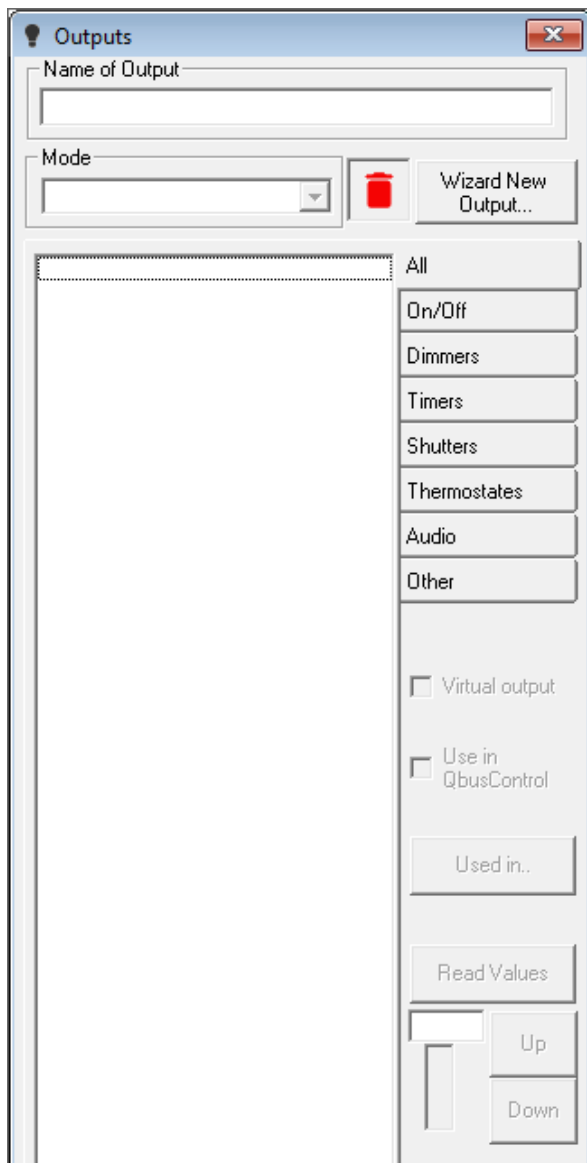 Outputs
Name of Output
Mode
Wizard New
Output...
All
On/Off
Dimmers
Timers
Shutters
Thermostates
Audio
Other
Virtual output
Use in
QbusControl
Used in..
Read Values
Up
Down